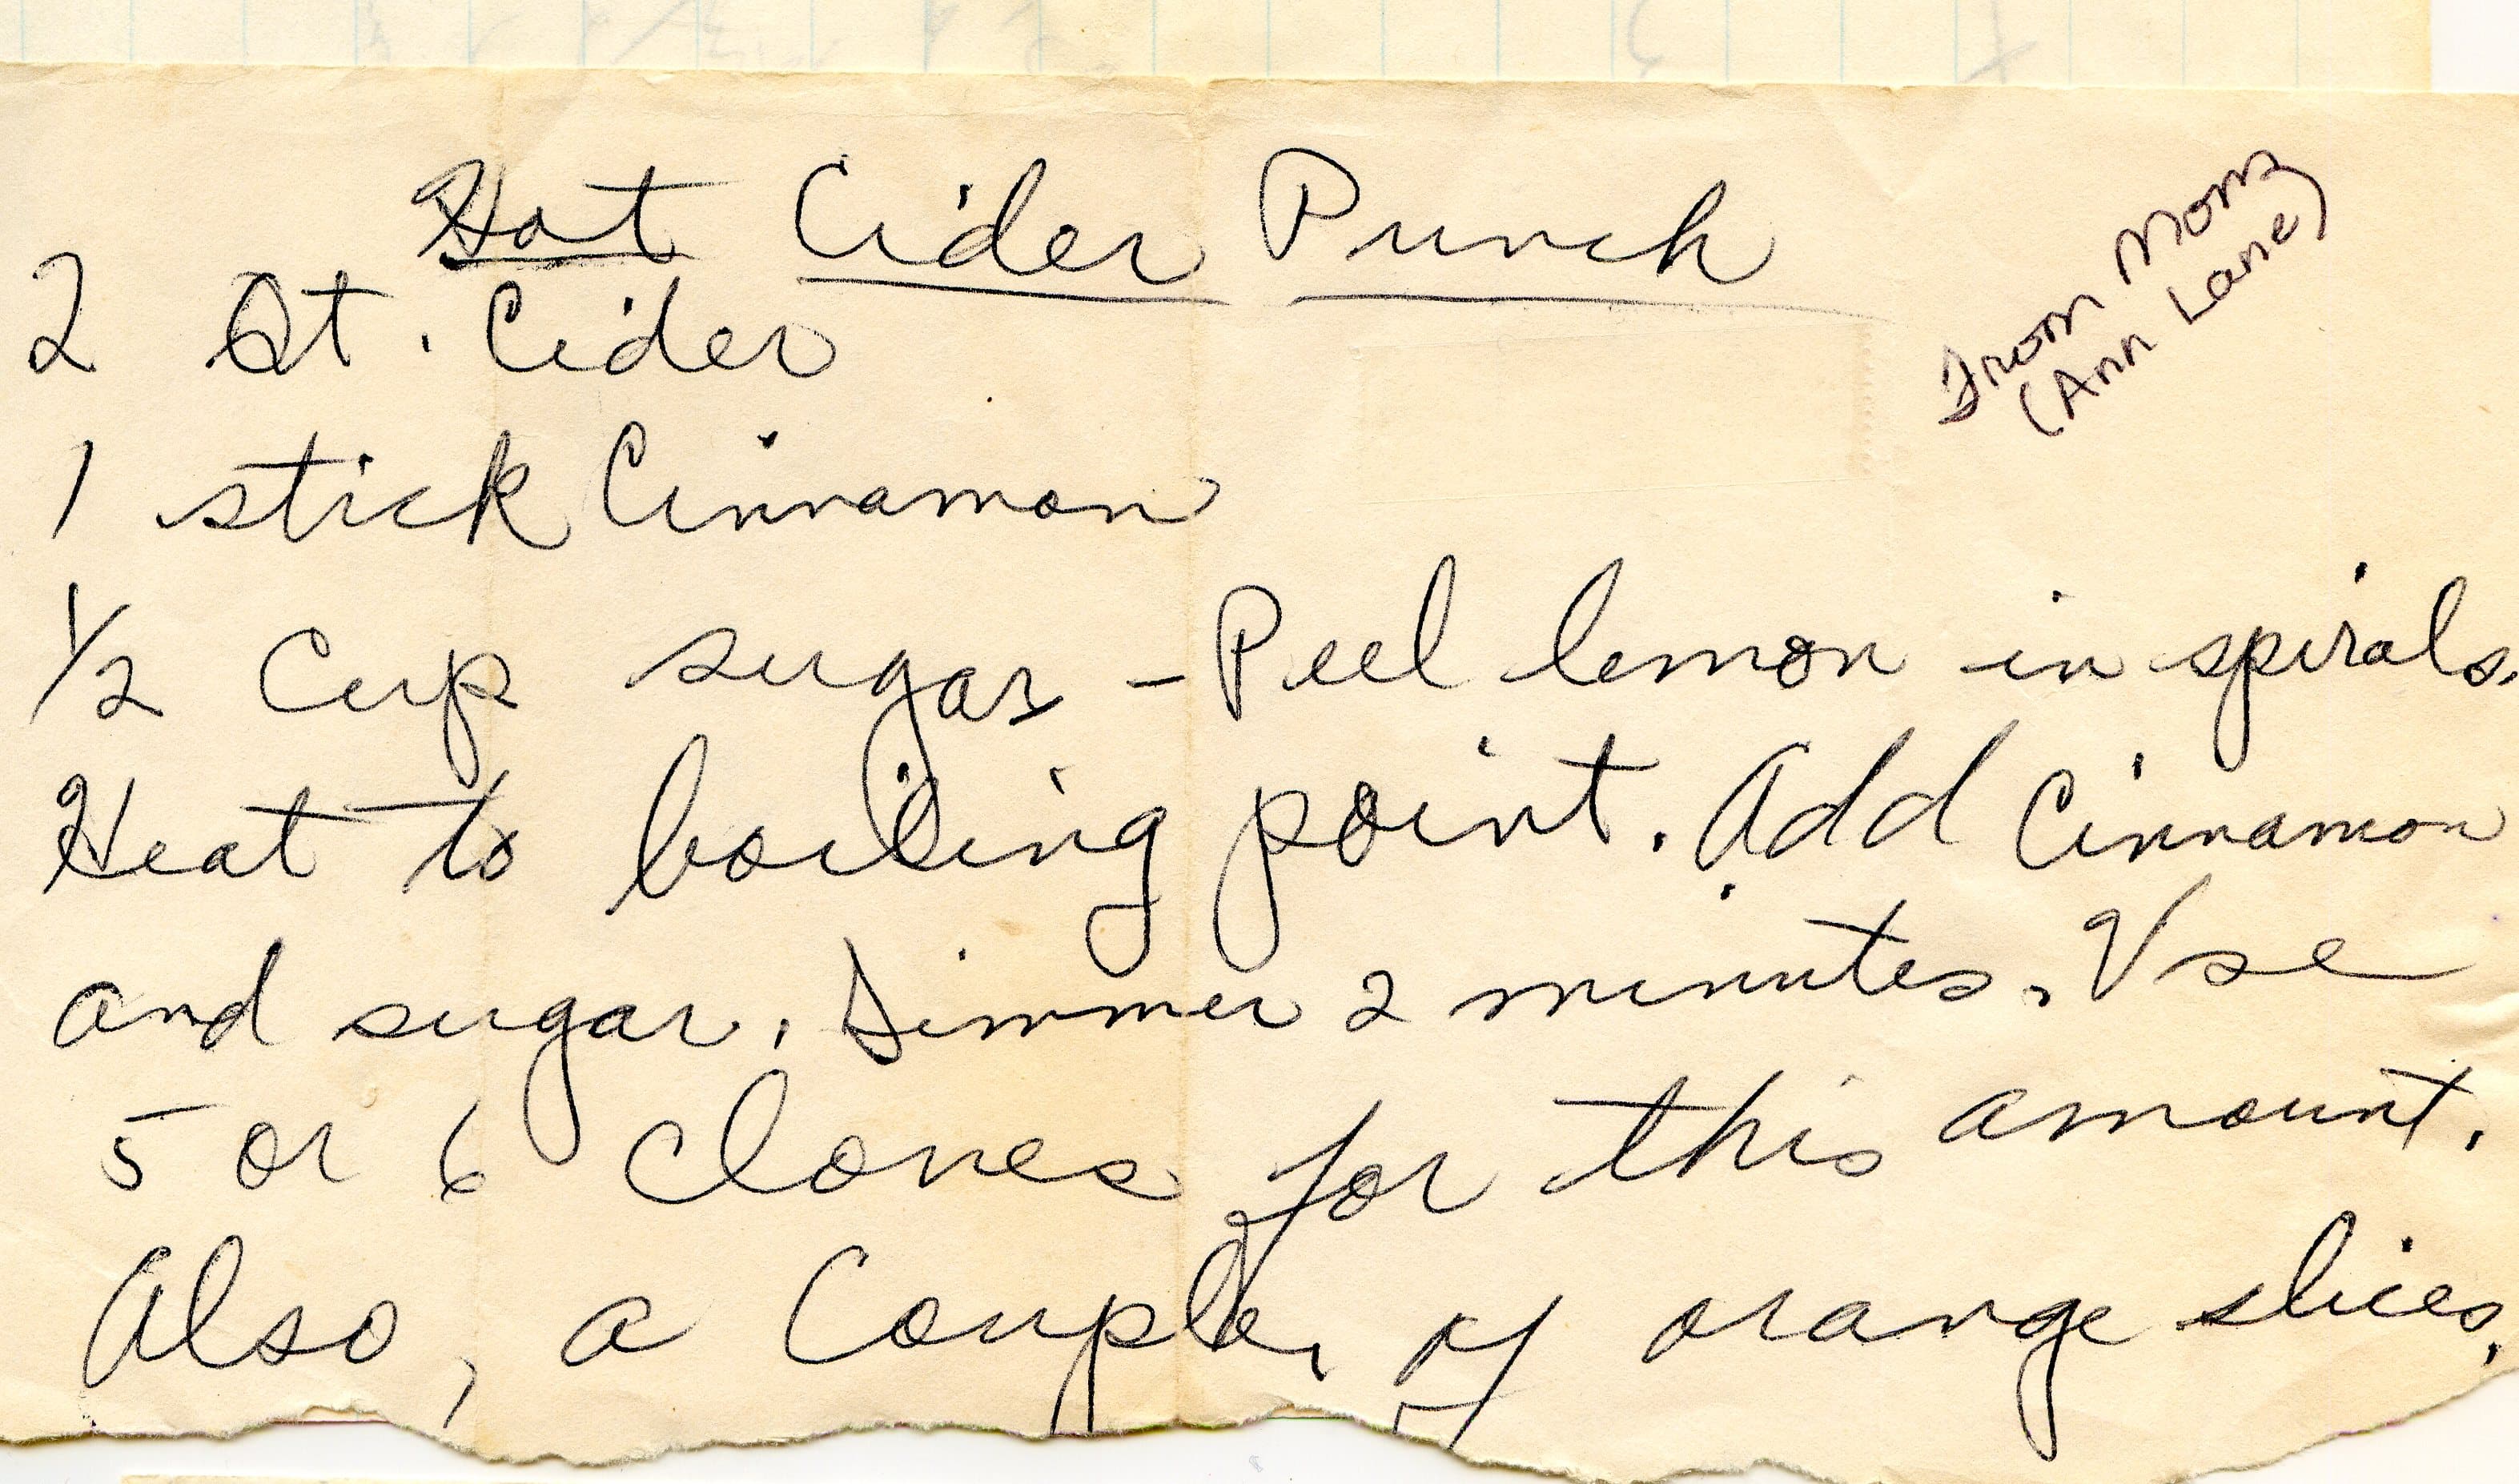 Hot Cider Punch
From Mom
(Ann Lane)
2 Qt. Cider
1 stick Cinnamon
1/2 Cup sugar - Peel lemon in spirals.
Heat to boiling point. Add Cinnamon
and sugar. Simmer 2 minutes. Use
5 or 6 Cloves for this amount.
Also, a Couple of orange slices.